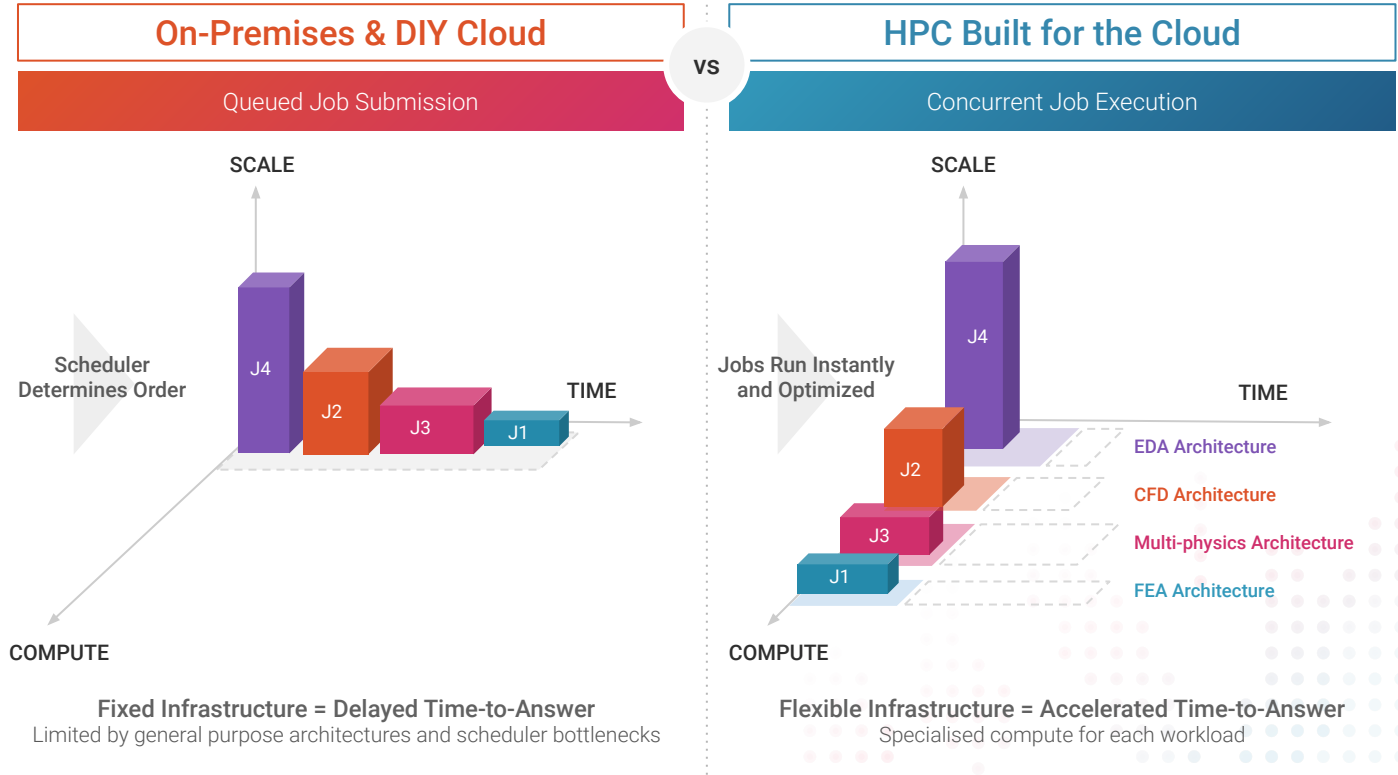 On-Premises & DIY Cloud
Queued Job Submission
SCALE
J4
J2
J3
J1
Scheduler
Determines Order
TIME
COMPUTE
Fixed Infrastructure = Delayed Time-to-Answer
Limited by general purpose architectures and scheduler bottlenecks
vs
HPC Built for the Cloud
Concurrent Job Execution
SCALE
J4
Jobs Run Instantly
and Optimized
TIME
EDA Architecture
J2
CFD Architecture
J3
Multi-physics Architecture
J1
FEA Architecture
COMPUTE
Flexible Infrastructure = Accelerated Time-to-Answer
Specialised compute for each workload